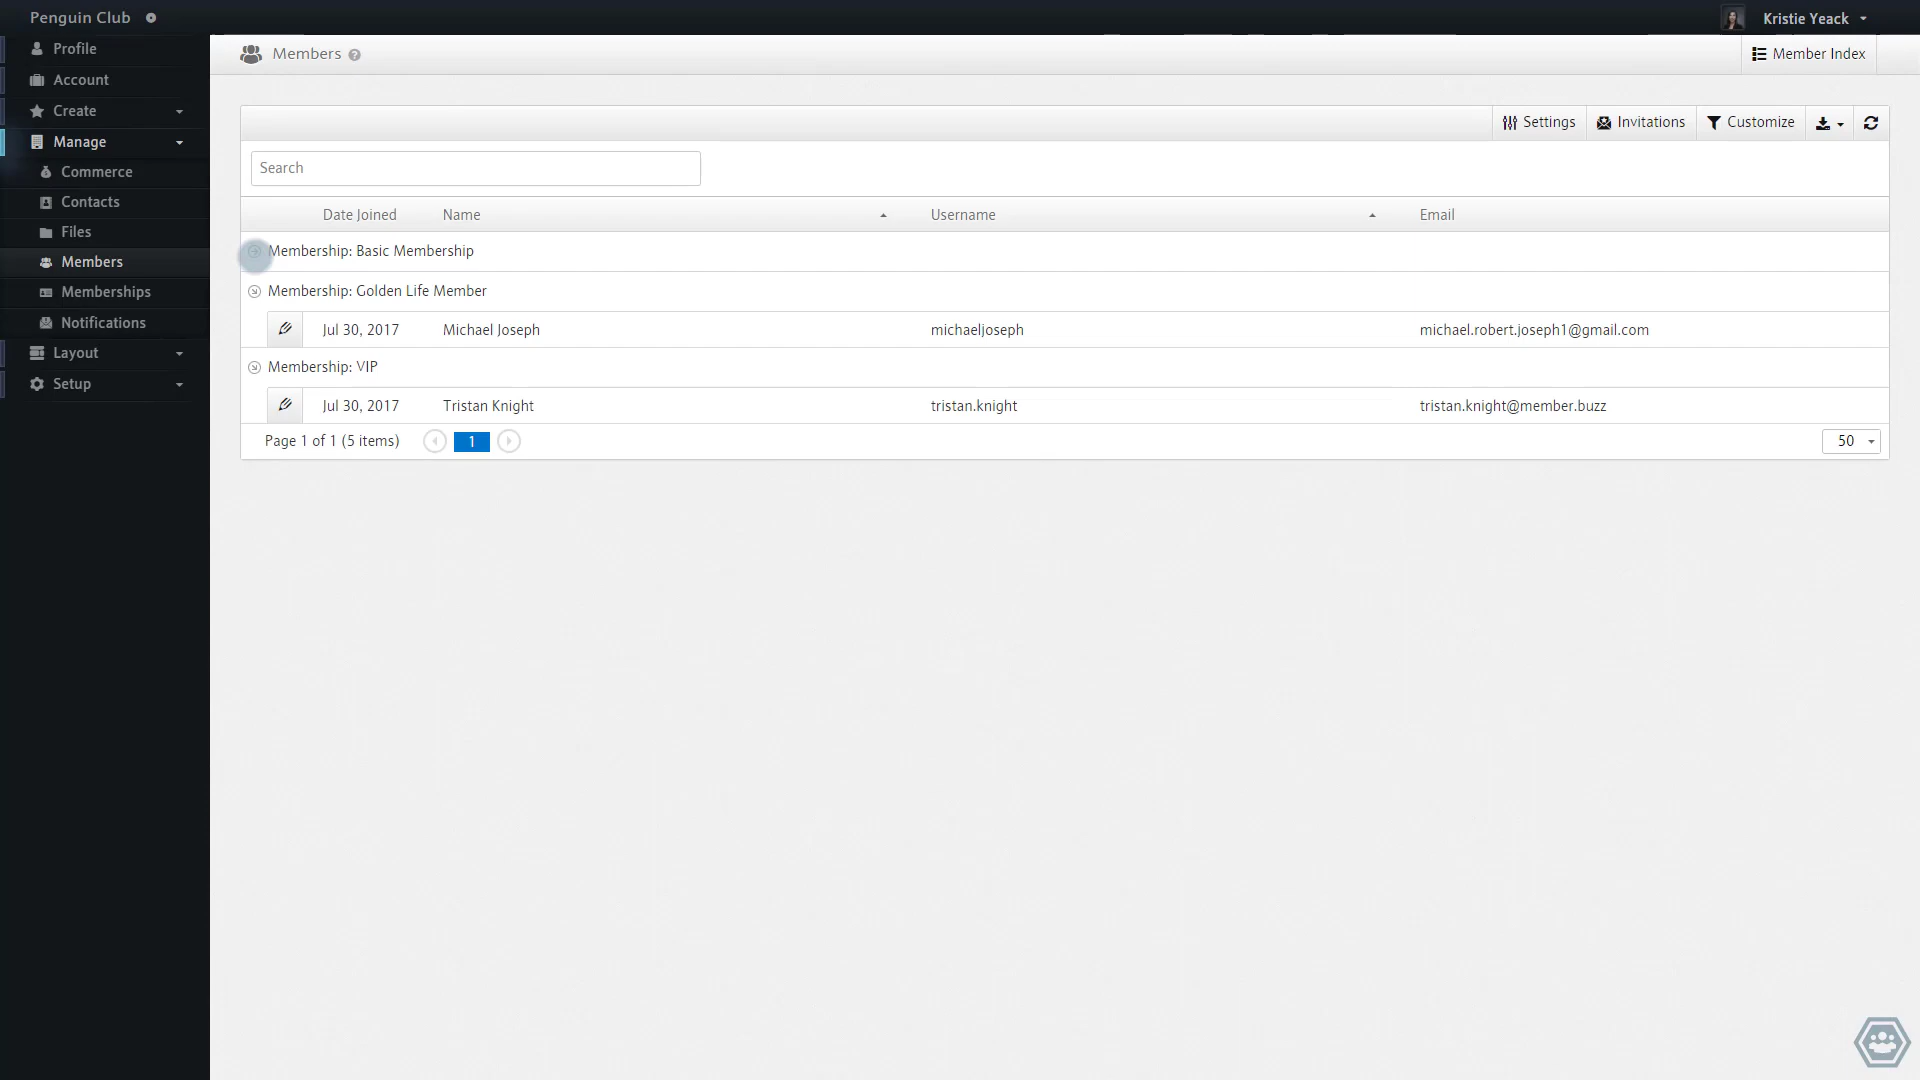 Penguin Club
Kristie Yeack
Profile
Account
Create
Manage
Commerce
Contacts
Files
Members
Memberships
Notifications
Layout
Setup
Members
Member Index
Settings
Invitations
Customize
Search
Date Joined
Name
Username
Email
Membership: Basic Membership
Membership: Golden Life Member
Jul 30, 2017
Michael Joseph
michaeljoseph
michael.robert.joseph1@gmail.com
Membership: VIP
Jul 30, 2017
Tristan Knight
tristan.knight
tristan.knight@member.buzz
Page 1 of 1 (5 items)
1
50